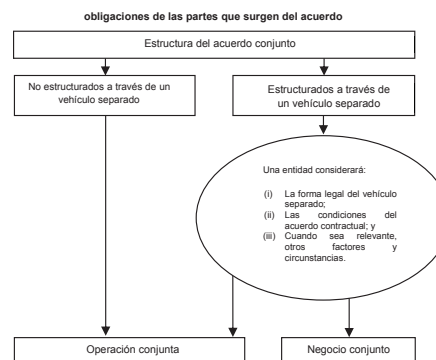 obligaciones de las partes que surgen del acuerdo
Estructura del acuerdo conjunto
No estructurados a través de un
vehículo separado
Estructurados a través de
un vehículo separado
Una entidad considerará:
(i) La forma legal del vehículo
separado;
(ii) Las condiciones del
acuerdo contractual; y
(iii) Cuando sea relevante,
otros factores y
circunstancias.
Operación conjunta
Negocio conjunto